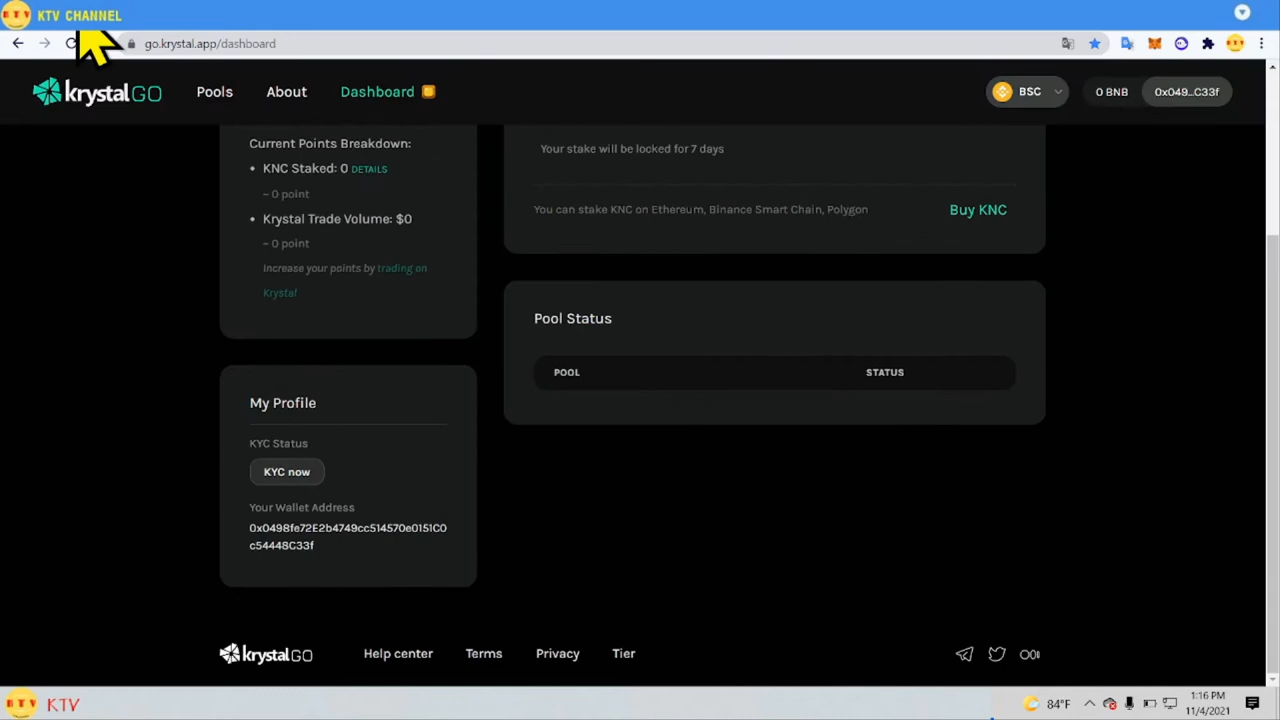 KTV CHANNEL
go.krystal.app/dashboard
krystalGO
Pools
About
Dashboard
BSC
0 BNB
0x049...C33f
Current Points Breakdown:
• KNC Staked: 0 DETAILS
~ 0 point
• Krystal Trade Volume: $0
~ 0 point
Increase your points by trading on
Krystal
Your stake will be locked for 7 days
You can stake KNC on Ethereum, Binance Smart Chain, Polygon
Buy KNC
Pool Status
POOL
STATUS
My Profile
KYC Status
KYC now
Your Wallet Address
0x0498fe72E2b4749cc514570e0151C0
c54448C33f
krystalGO
Help center
Terms
Privacy
Tier
KTV
84°F
1:16 PM
11/4/2021